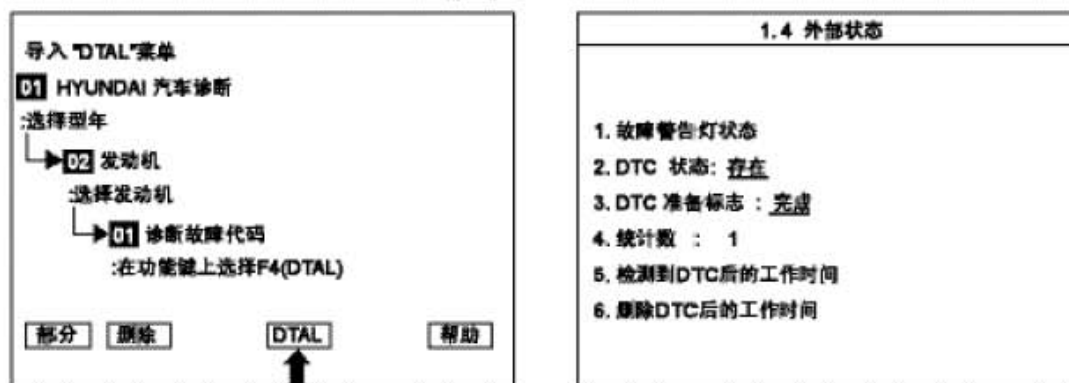 导入"DTAL"菜单
01 HYUNDAI 汽车诊断
:选择型年
02 发动机
:选择发动机
01 诊断故障代码
:在功能键上选择F4(DTAL)
部分 删除 DTAL 帮助
1.4 外部状态
1. 故障警告灯状态
2. DTC 状态: 存在
3. DTC 准备标志 : 完成
4. 统计数 : 1
5. 检测到DTC后的工作时间
6. 删除DTC后的工作时间